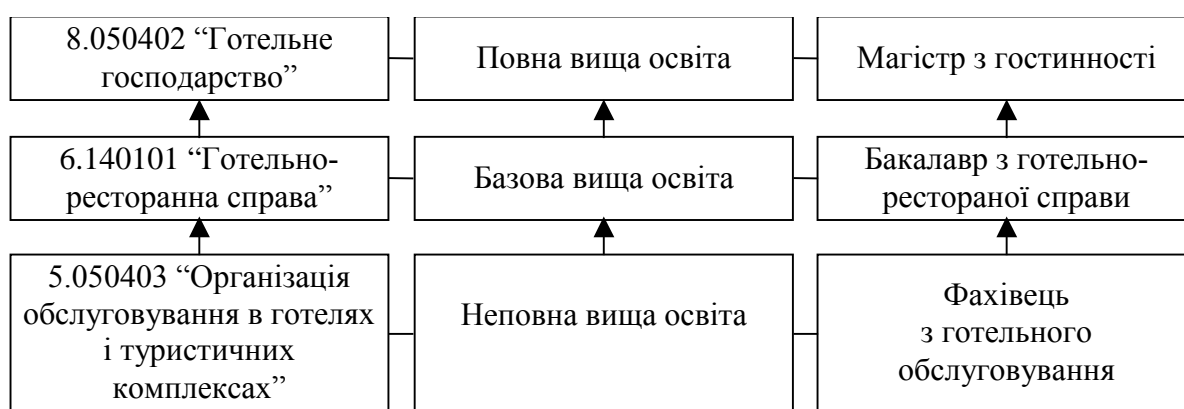 8.050402 “Готельне
господарство”
Повна вища освіта
Магістр з гостинності
6.140101 “Готельно-
ресторанна справа”
Базова вища освіта
Бакалавр з готельно-
рестораної справи
5.050403 “Організація
обслуговування в готелях
і туристичних
комплексах”
Неповна вища освіта
Фахівець
з готельного
обслуговування